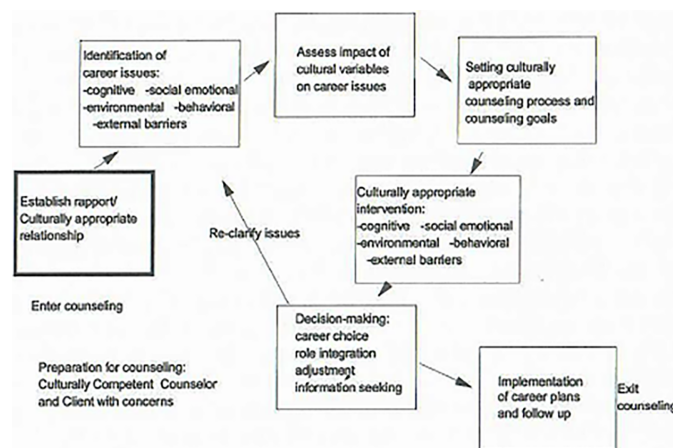 Identification of
career issues:
-cognitive -social emotional
-environmental -behavioral
-external barriers
Assess impact of
cultural variables
on career issues
Setting culturally
appropriate
counseling process and
counseling goals
Establish rapport/
Culturally appropriate
relationship
Culturally appropriate
intervention:
-cognitive -social emotional
-environmental -behavioral
-external barriers
Re-clarify issues
Enter counseling
Decision-making:
career choice
role integration
adjustment
information seeking
Preparation for counseling:
Culturally Competent Counselor
and Client with concerns
Implementation
of career plans
and follow up
Exit
counseling